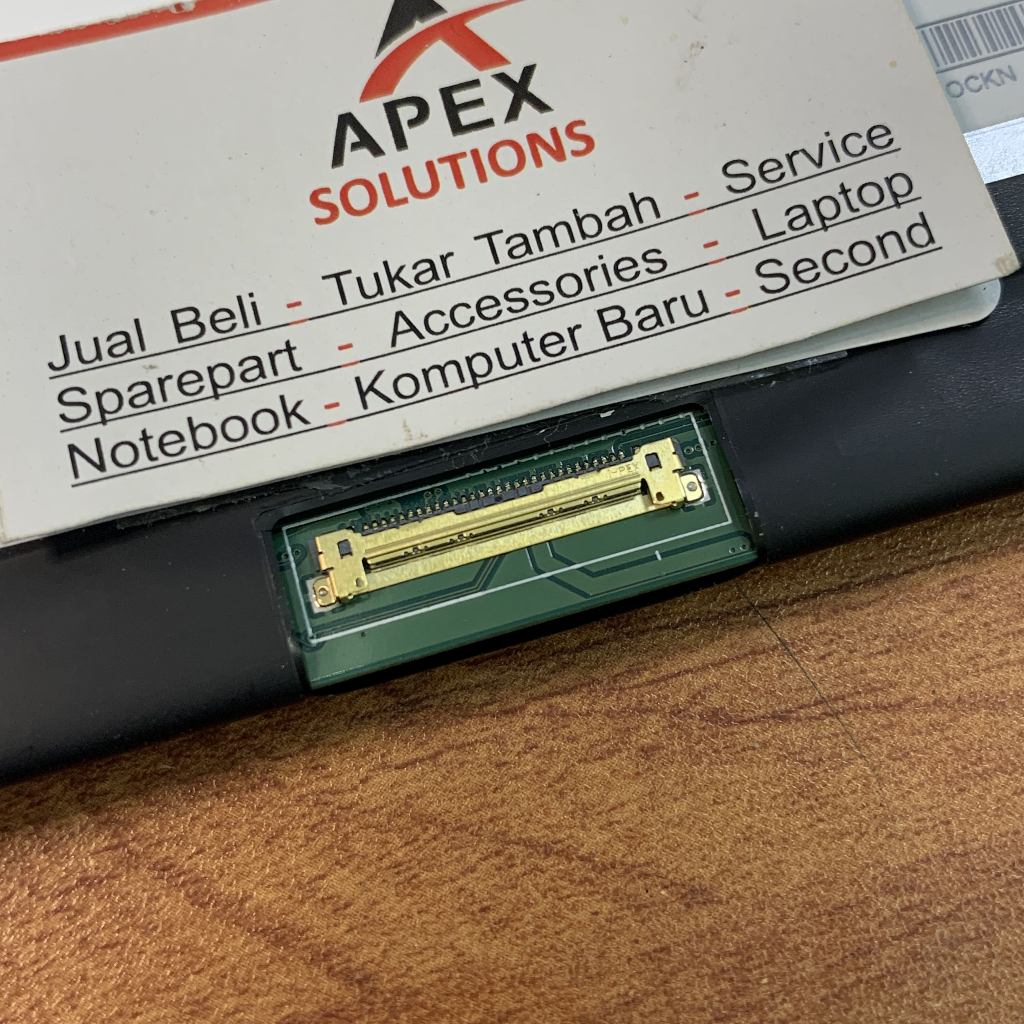 APEX
SOLUTIONS
Jual Beli - Tukar Tambah - Service
Sparepart - Accessories - Laptop
Notebook - Komputer Baru - Second
OCKN